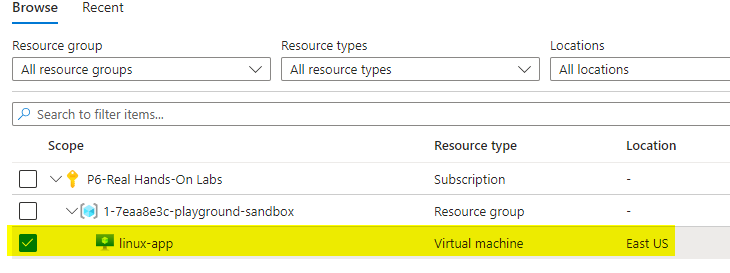 Browse Recent
Resource group Resource types Locations
All resource groups All resource types All locations
Search to filter items...
Scope Resource type Location
P6-Real Hands-On Labs Subscription -
1-7eaa8e3c-playground-sandbox Resource group -
linux-app Virtual machine East US